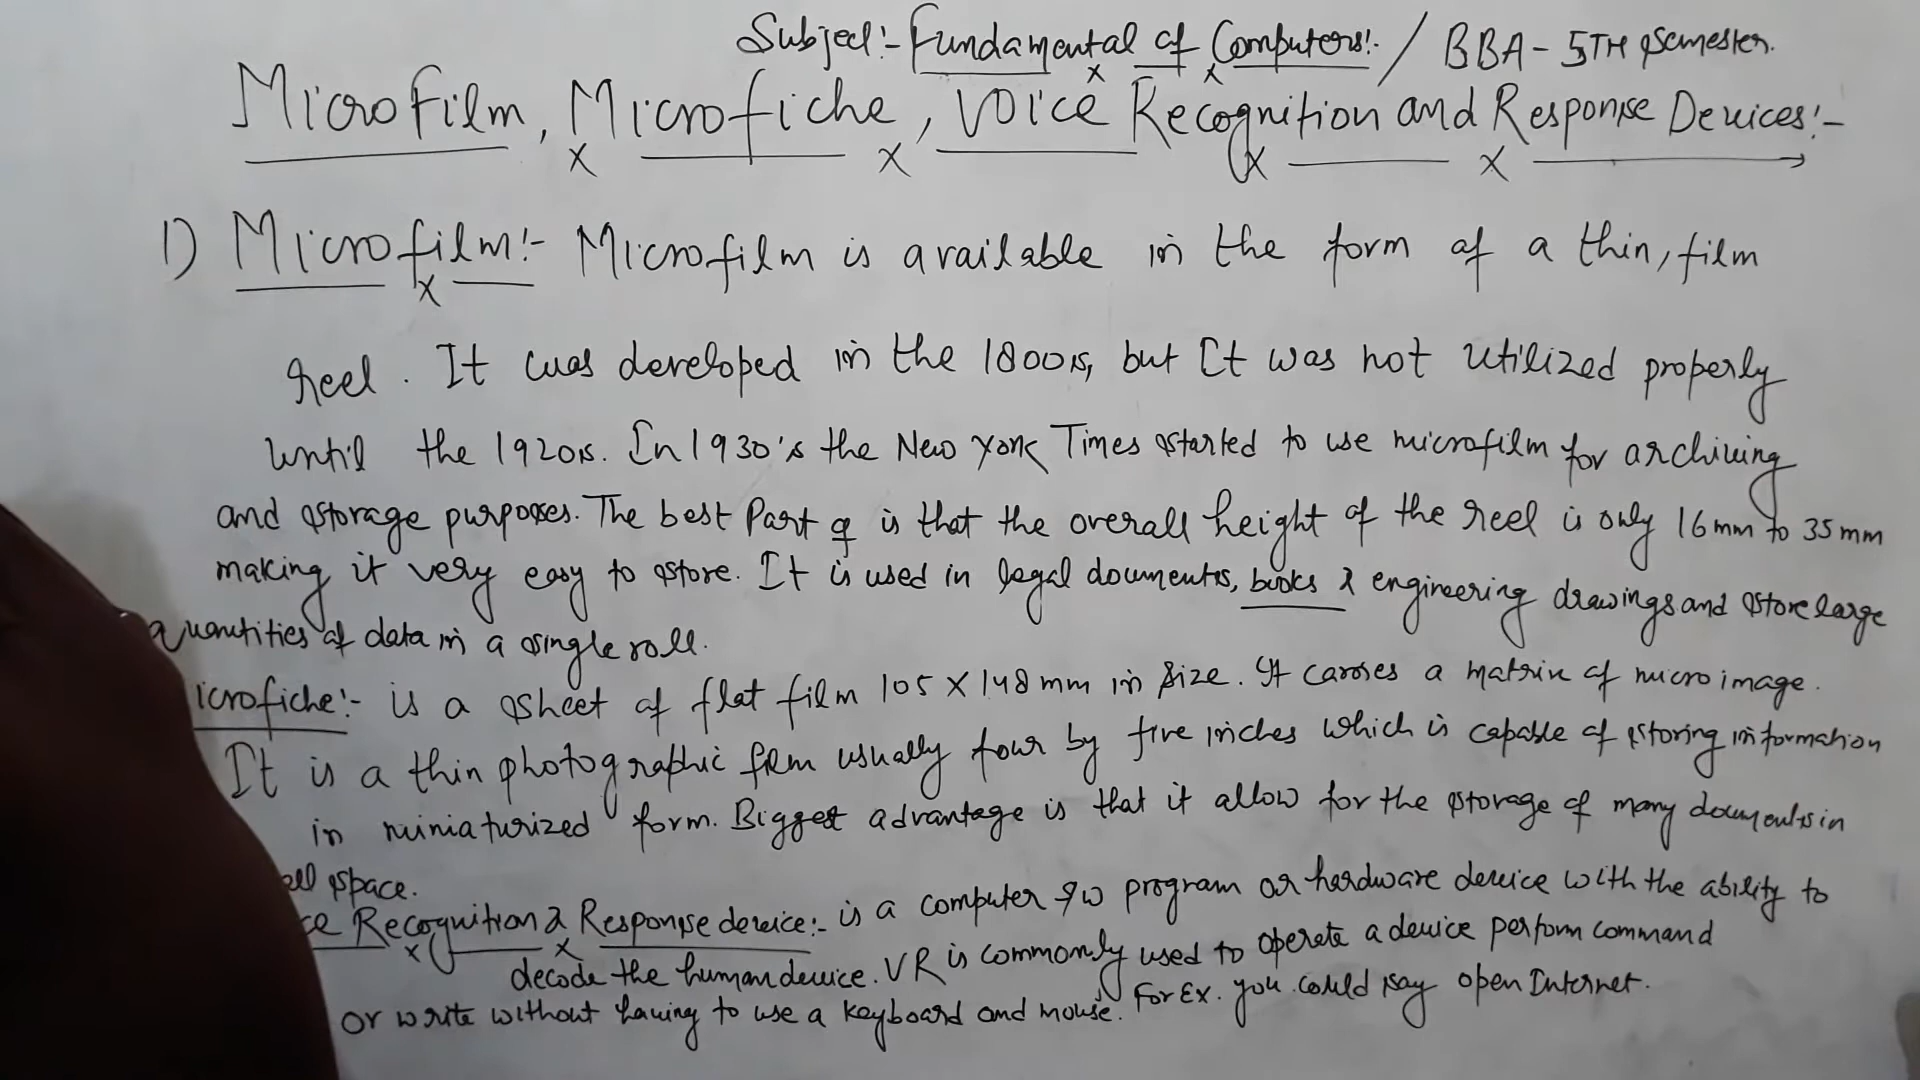 Subject:- Fundamental of Computers:- / BBA - 5TH Semester.
Microfilm, Microfiche, Voice Recognition and Response Devices:-
1) Microfilm:- Microfilm is available in the form of a thin, film
reel. It was developed in the 1800s, but It was not utilized properly
until the 1920s. In 1930's the New York Times started to use microfilm for archiving
and storage purposes. The best Part of is that the overall height of the reel is only 16mm to 35mm
making it very easy to store. It is used in legal documents, books & engineering drawings and store large
quantities of data in a single roll.
icrofiche:- is a sheet of flat film 105 X 148 mm in size. It carries a matrix of micro image.
It is a thin photographic film usually four by five inches which is capable of storing information
in miniaturized form. Biggest advantage is that it allow for the storage of many documents in
all space.
ce Recognition & Response device:- is a computer S/W program or hardware device with the ability to
decode the human device. VR is commonly used to operate a device perform command
or write without having to use a keyboard and mouse. For Ex. you could say open Internet.